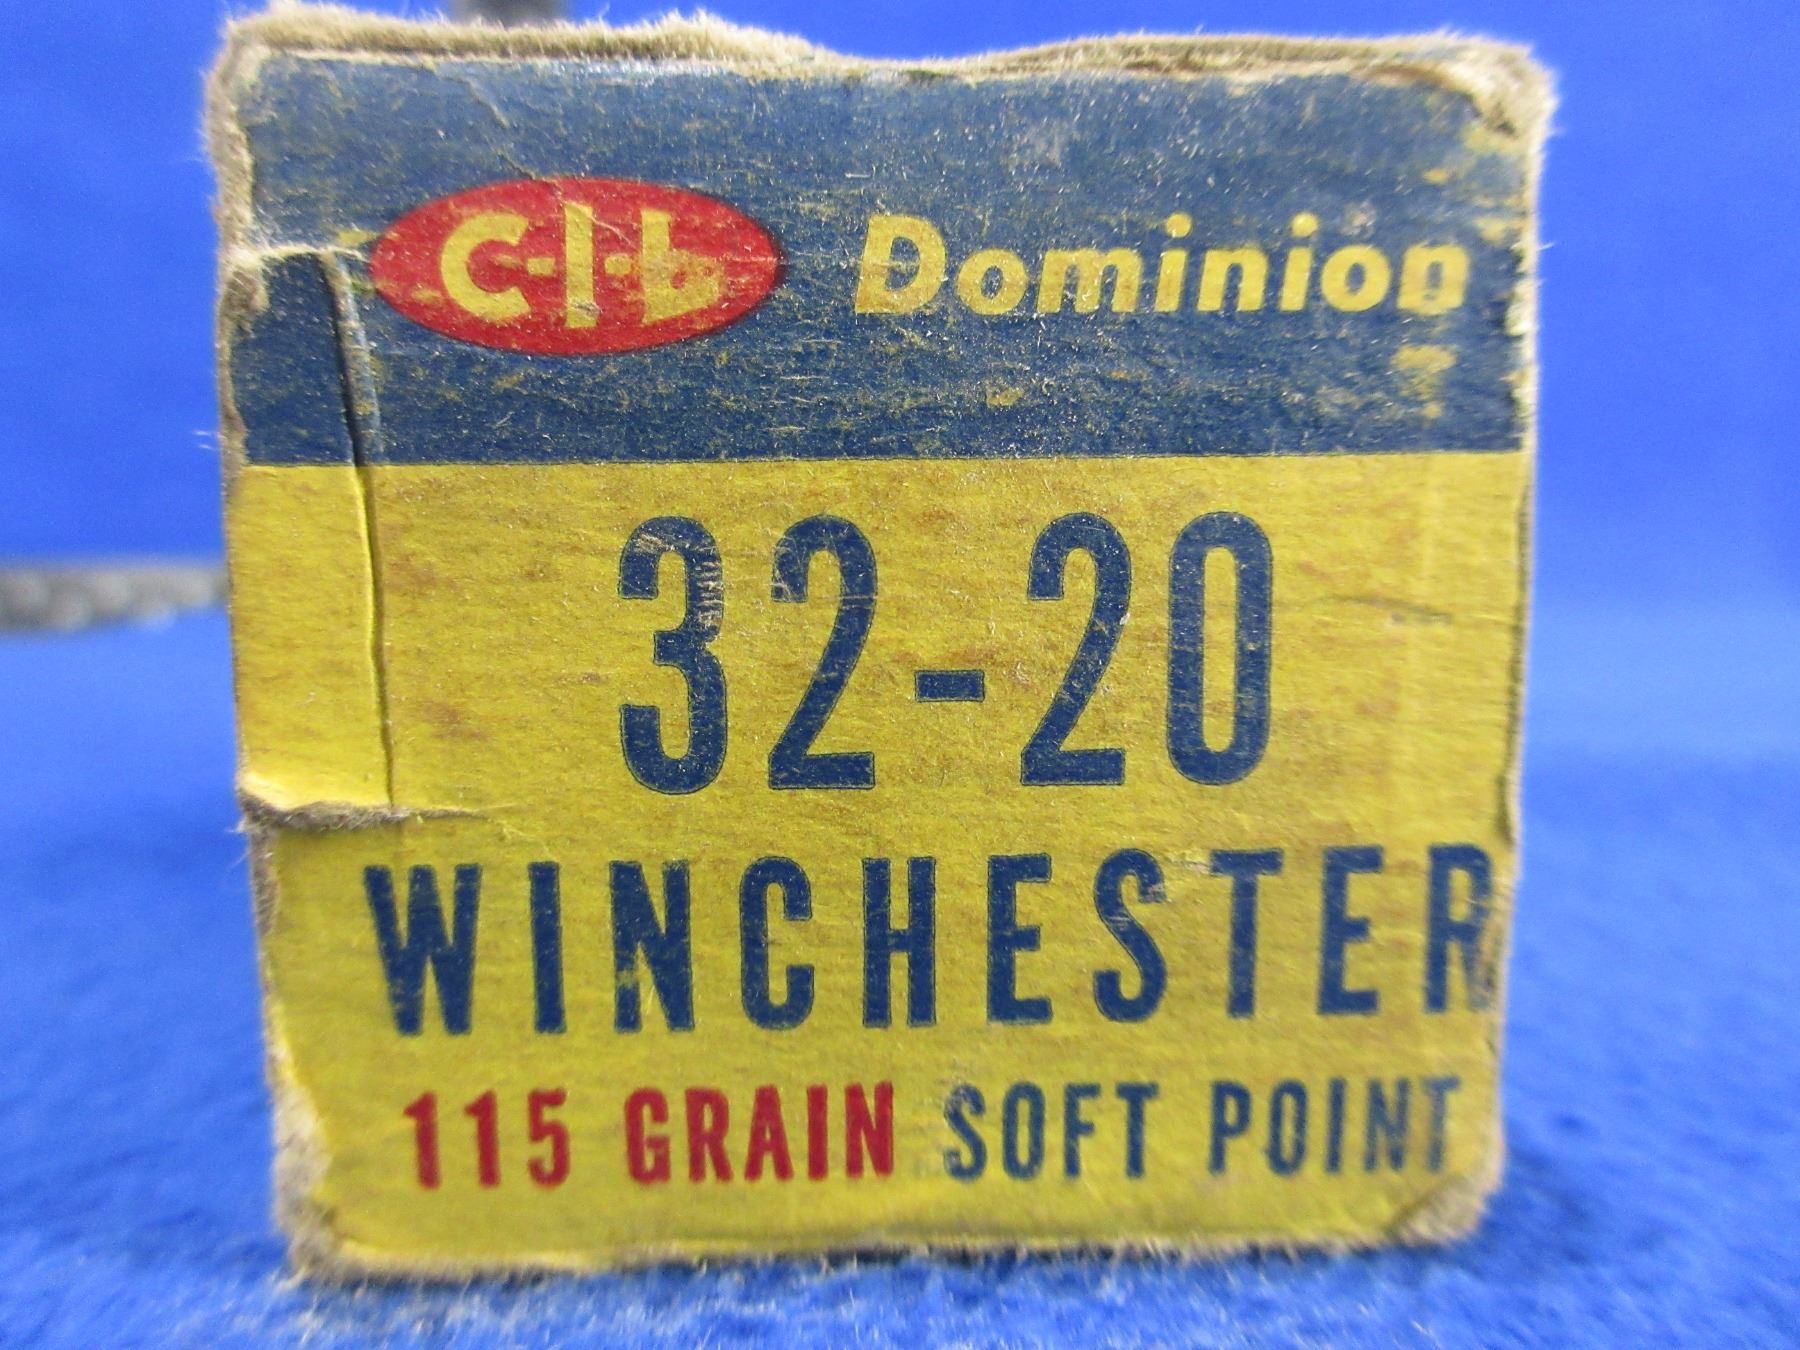 C-I-L Dominion
32-20
WINCHESTER
115 GRAIN SOFT POINT